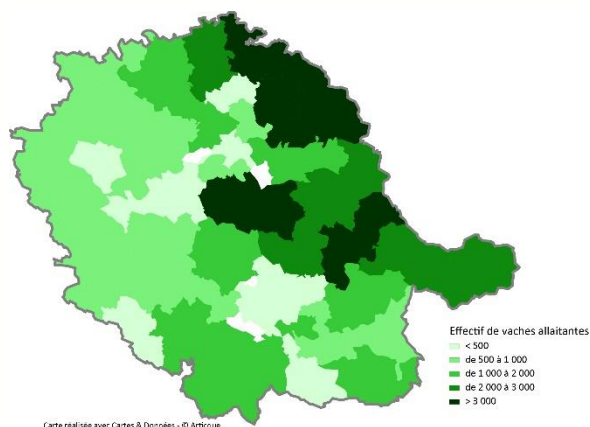 Effectif de vaches allaitantes
< 500
de 500 à 1 000
de 1 000 à 2 000
de 2 000 à 3 000
> 3 000
Carte réalisée avec Cartes & Données - © Artique